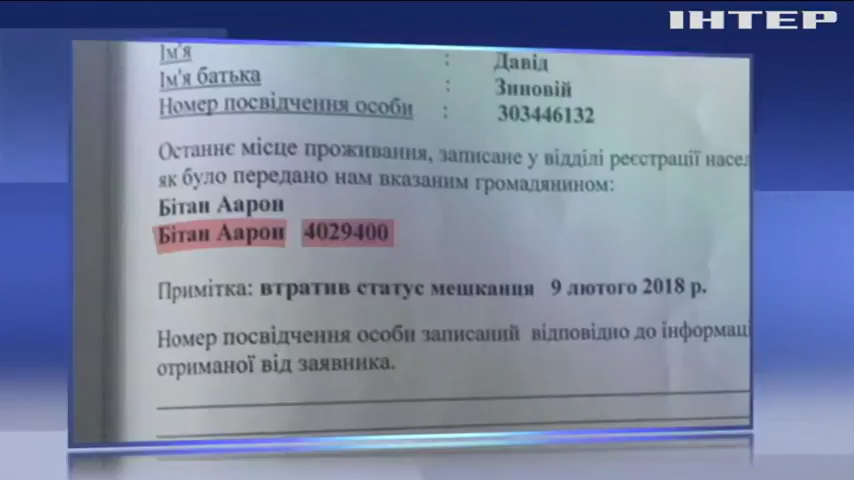 ІНТЕР
Ім'я : Давід
Ім'я батька : Зиновій
Номер посвідчення особи : 303446132
Останнє місце проживання, записане у відділі реєстрації насел
як було передано нам вказаним громадянином:
Бітан Аарон
Бітан Аарон 4029400
Примітка: втратив статус мешканця 9 лютого 2018 р.
Номер посвідчення особи записаний відповідно до інформаці
отриманої від заявника.